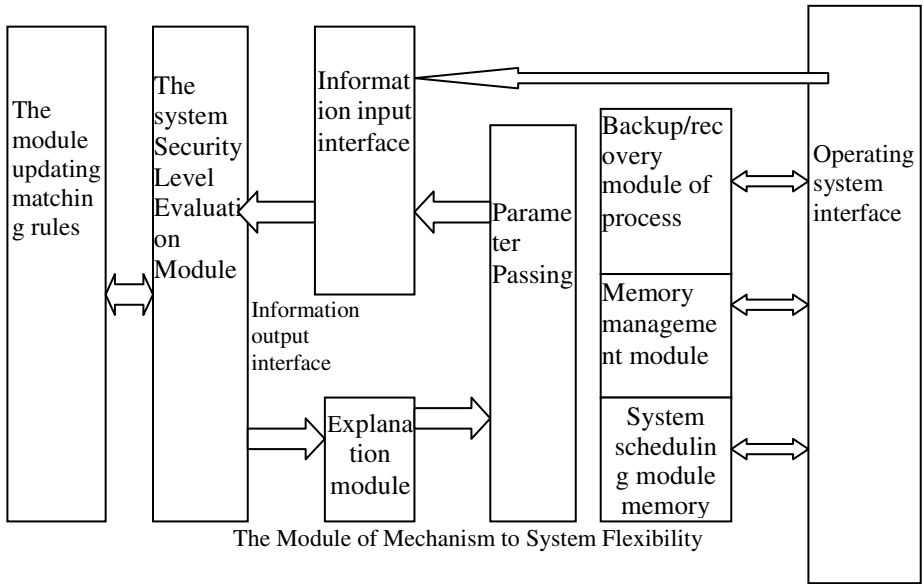 The
module
updating
matchin
g rules
The
system
Security
Level
Evaluati
on
Module
Informat
ion input
interface
Information
output
interface
Explana
tion
module
Parame
ter
Passing
Backup/rec
overy
module of
process
Memory
manageme
nt module
System
schedulin
g module
memory
Operating
system
interface
The Module of Mechanism to System Flexibility